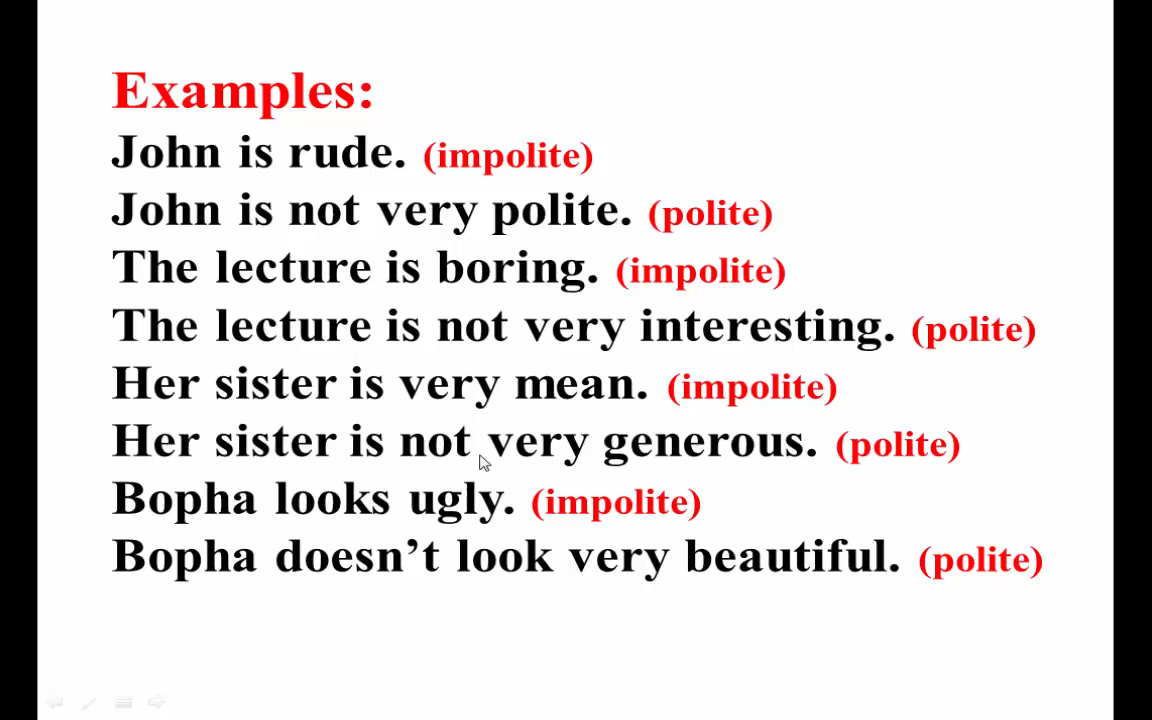 Examples:
John is rude. (impolite)
John is not very polite. (polite)
The lecture is boring. (impolite)
The lecture is not very interesting. (polite)
Her sister is very mean. (impolite)
Her sister is not very generous. (polite)
Bopha looks ugly. (impolite)
Bopha doesn’t look very beautiful. (polite)